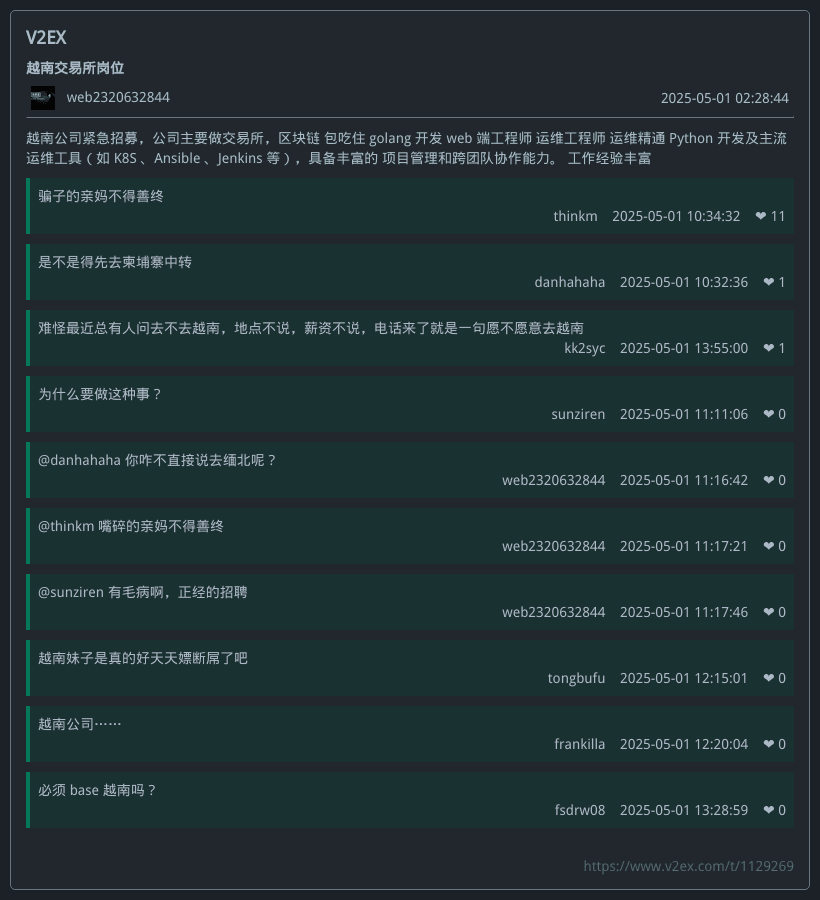 V2EX
越南交易所岗位
web2320632844 2025-05-01 02:28:44
越南公司紧急招募，公司主要做交易所，区块链 包吃住 golang 开发 web 端工程师 运维工程师 运维精通 Python 开发及主流
运维工具（如 K8S 、Ansible 、Jenkins 等），具备丰富的 项目管理和跨团队协作能力。 工作经验丰富
骗子的亲妈不得善终
thinkm 2025-05-01 10:34:32 ❤ 11
是不是得先去柬埔寨中转
danhahaha 2025-05-01 10:32:36 ❤ 1
难怪最近总有人问去不去越南，地点不说，薪资不说，电话来了就是一句愿不愿意去越南
kk2syc 2025-05-01 13:55:00 ❤ 1
为什么要做这种事？
sunziren 2025-05-01 11:11:06 ❤ 0
@danhahaha 你咋不直接说去缅北呢？
web2320632844 2025-05-01 11:16:42 ❤ 0
@thinkm 嘴碎的亲妈不得善终
web2320632844 2025-05-01 11:17:21 ❤ 0
@sunziren 有毛病啊，正经的招聘
web2320632844 2025-05-01 11:17:46 ❤ 0
越南妹子是真的好天天嫖断屌了吧
tongbufu 2025-05-01 12:15:01 ❤ 0
越南公司……
frankilla 2025-05-01 12:20:04 ❤ 0
必须 base 越南吗？
fsdrw08 2025-05-01 13:28:59 ❤ 0
https://www.v2ex.com/t/1129269